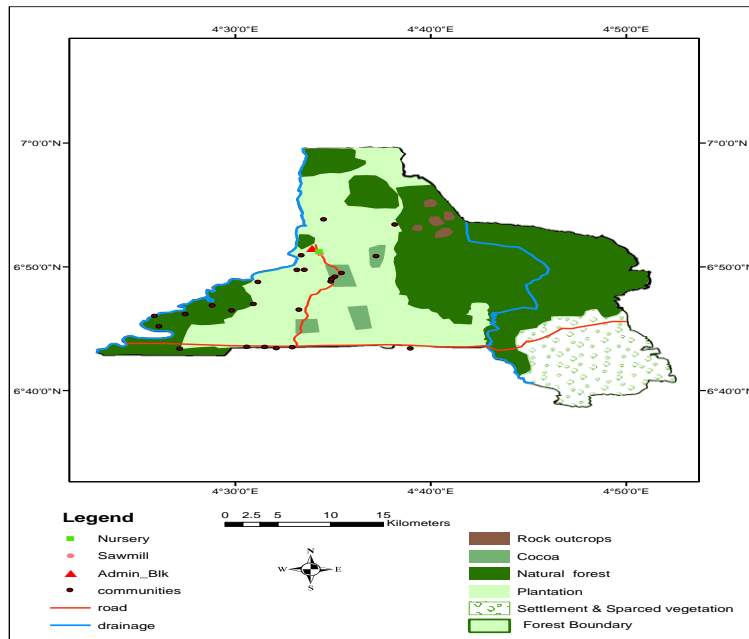 4°30'0"E 4°40'0"E 4°50'0"E
7°0'0"N 7°0'0"N
6°50'0"N 6°50'0"N
6°40'0"N 6°40'0"N
4°30'0"E 4°40'0"E 4°50'0"E
Legend
Nursery
Sawmill
Admin_Blk
communities
road
drainage
0 2.5 5 10 15
Kilometers
N
W E
S
Rock outcrops
Cocoa
Natural forest
Plantation
Settlement & Sparced vegetation
Forest Boundary